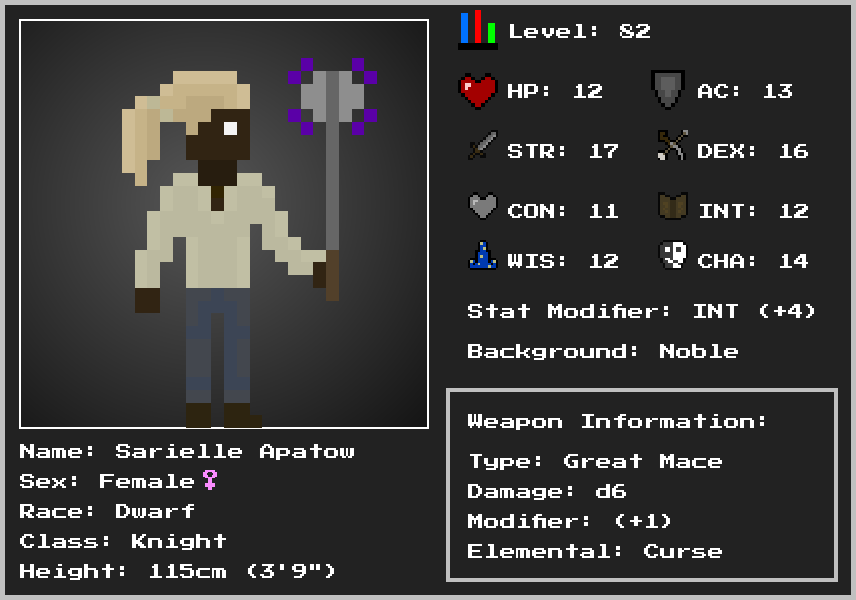 Level: 82
HP: 12
AC: 13
STR: 17
DEX: 16
CON: 11
INT: 12
WIS: 12
CHA: 14
Stat Modifier: INT (+4)
Background: Noble
Weapon Information:
Type: Great Mace
Damage: d6
Modifier: (+1)
Elemental: Curse
Name: Sarielle Apatow
Sex: Female♀
Race: Dwarf
Class: Knight
Height: 115cm (3'9")